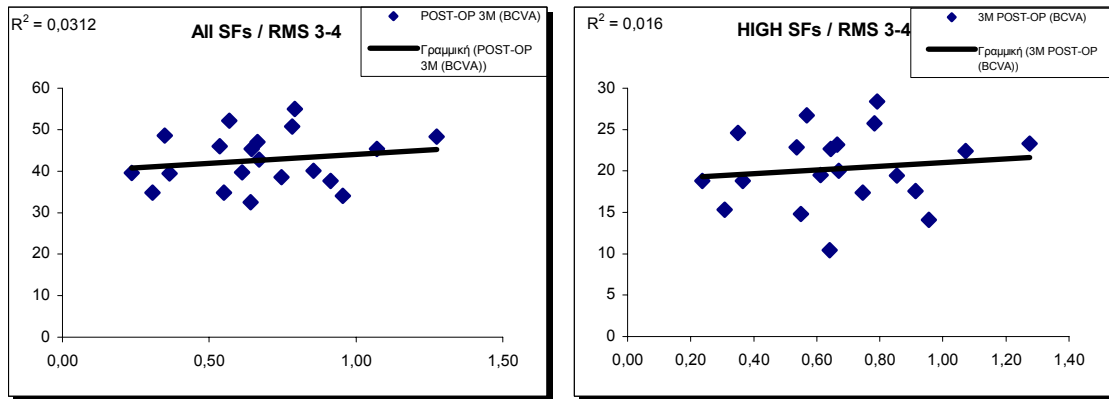 R² = 0,0312
All SFs / RMS 3-4
POST-OP 3M (BCVA)
Γραμμική (POST-OP
3M (BCVA))
60
50
40
30
20
10
0
0,00 0,50 1,00 1,50
R² = 0,016
HIGH SFs / RMS 3-4
3M POST-OP (BCVA)
Γραμμική (3M POST-OP
(BCVA))
30
25
20
15
10
5
0
0,00 0,20 0,40 0,60 0,80 1,00 1,20 1,40